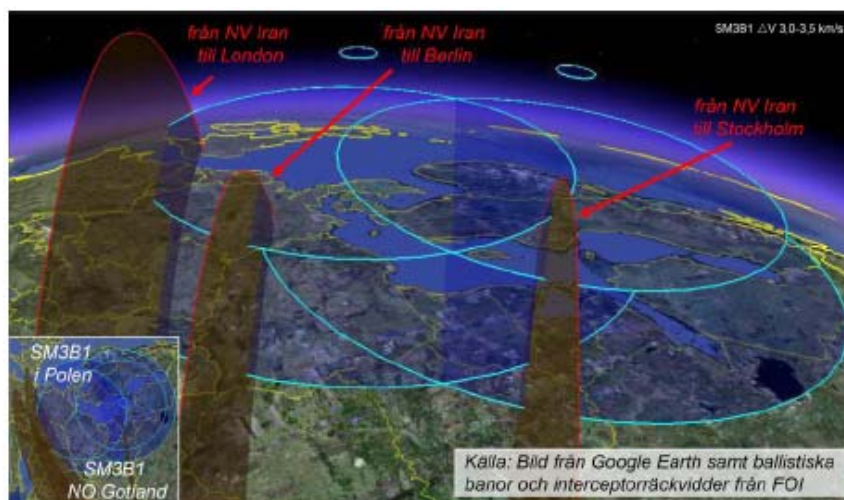 från NV Iran
till London
från NV Iran
till Berlin
SM3B1 △V 3,0-3,5 km/s
från NV Iran
till Stockholm
SM3B1
i Polen
SM3B1
NO Gotland
Källa: Bild från Google Earth samt ballistiska
banor och interceptorräckvidder från FOI